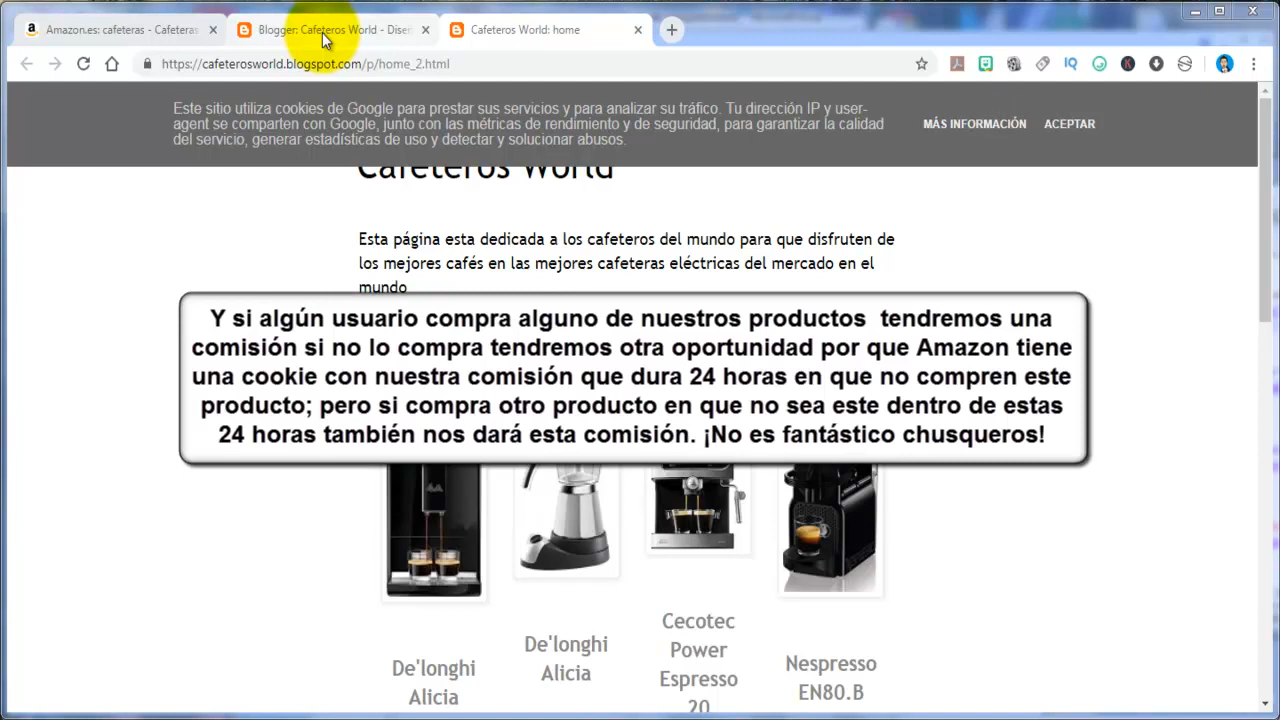 Amazon.es: cafeteras - Cafeteras
Blogger: Cafeteros World - Diseñ
Cafeteros World: home
https://cafeterosworld.blogspot.com/p/home_2.html
Este sitio utiliza cookies de Google para prestar sus servicios y para analizar su tráfico. Tu dirección IP y user-
agent se comparten con Google, junto con las métricas de rendimiento y de seguridad, para garantizar la calidad
del servicio, generar estadísticas de uso y detectar y solucionar abusos.
MÁS INFORMACIÓN
ACEPTAR
Cafeteros World
Esta página esta dedicada a los cafeteros del mundo para que disfruten de
los mejores cafés en las mejores cafeteras eléctricas del mercado en el
mundo
Y si algún usuario compra alguno de nuestros productos tendremos una
comisión si no lo compra tendremos otra oportunidad por que Amazon tiene
una cookie con nuestra comisión que dura 24 horas en que no compren este
producto; pero si compra otro producto en que no sea este dentro de estas
24 horas también nos dará esta comisión. ¡No es fantástico chusqueros!
De'longhi
Alicia
De'longhi
Alicia
Cecotec
Power
Espresso
20
Nespresso
EN80.B